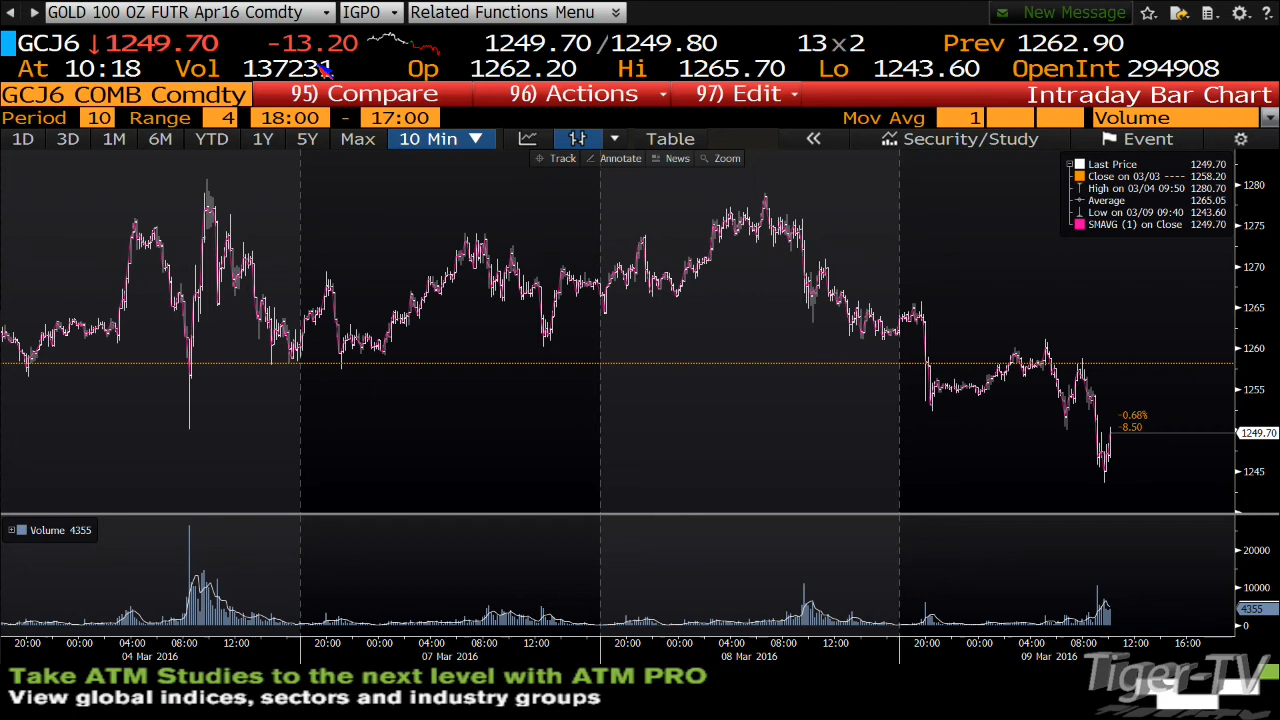 GOLD 100 OZ FUTR Apr16 Comdty IGPO Related Functions Menu New Message
GCJ6 ↓1249.70 -13.20 1249.70/1249.80 13x2 Prev 1262.90
At 10:18 Vol 137231 Op 1262.20 Hi 1265.70 Lo 1243.60 OpenInt 294908
GCJ6 COMB Comdty 95) Compare 96) Actions 97) Edit Intraday Bar Chart
Period 10 Range 4 18:00 - 17:00 Mov Avg 1 Volume
1D 3D 1M 6M YTD 1Y 5Y Max 10 Min ▼ Table Security/Study Event
Track Annotate News Zoom
Last Price 1249.70
Close on 03/03 ---- 1258.20
High on 03/04 09:50 1280.70
Average 1265.05
Low on 03/09 09:40 1243.60
SMAVG (1) on Close 1249.70
1280
1275
1270
1265
1260
1255
-0.68%
-8.50
1249.70
1245
Volume 4355
20000
10000
4355
0
20:00 00:00 04:00 08:00 12:00 20:00 00:00 04:00 08:00 12:00 20:00 00:00 04:00 08:00 12:00 20:00 00:00 04:00 08:00 12:00 16:00
04 Mar 2016 07 Mar 2016 08 Mar 2016 09 Mar 2016
Take ATM Studies to the next level with ATM PRO
View global indices, sectors and industry groups
Tiger-TV